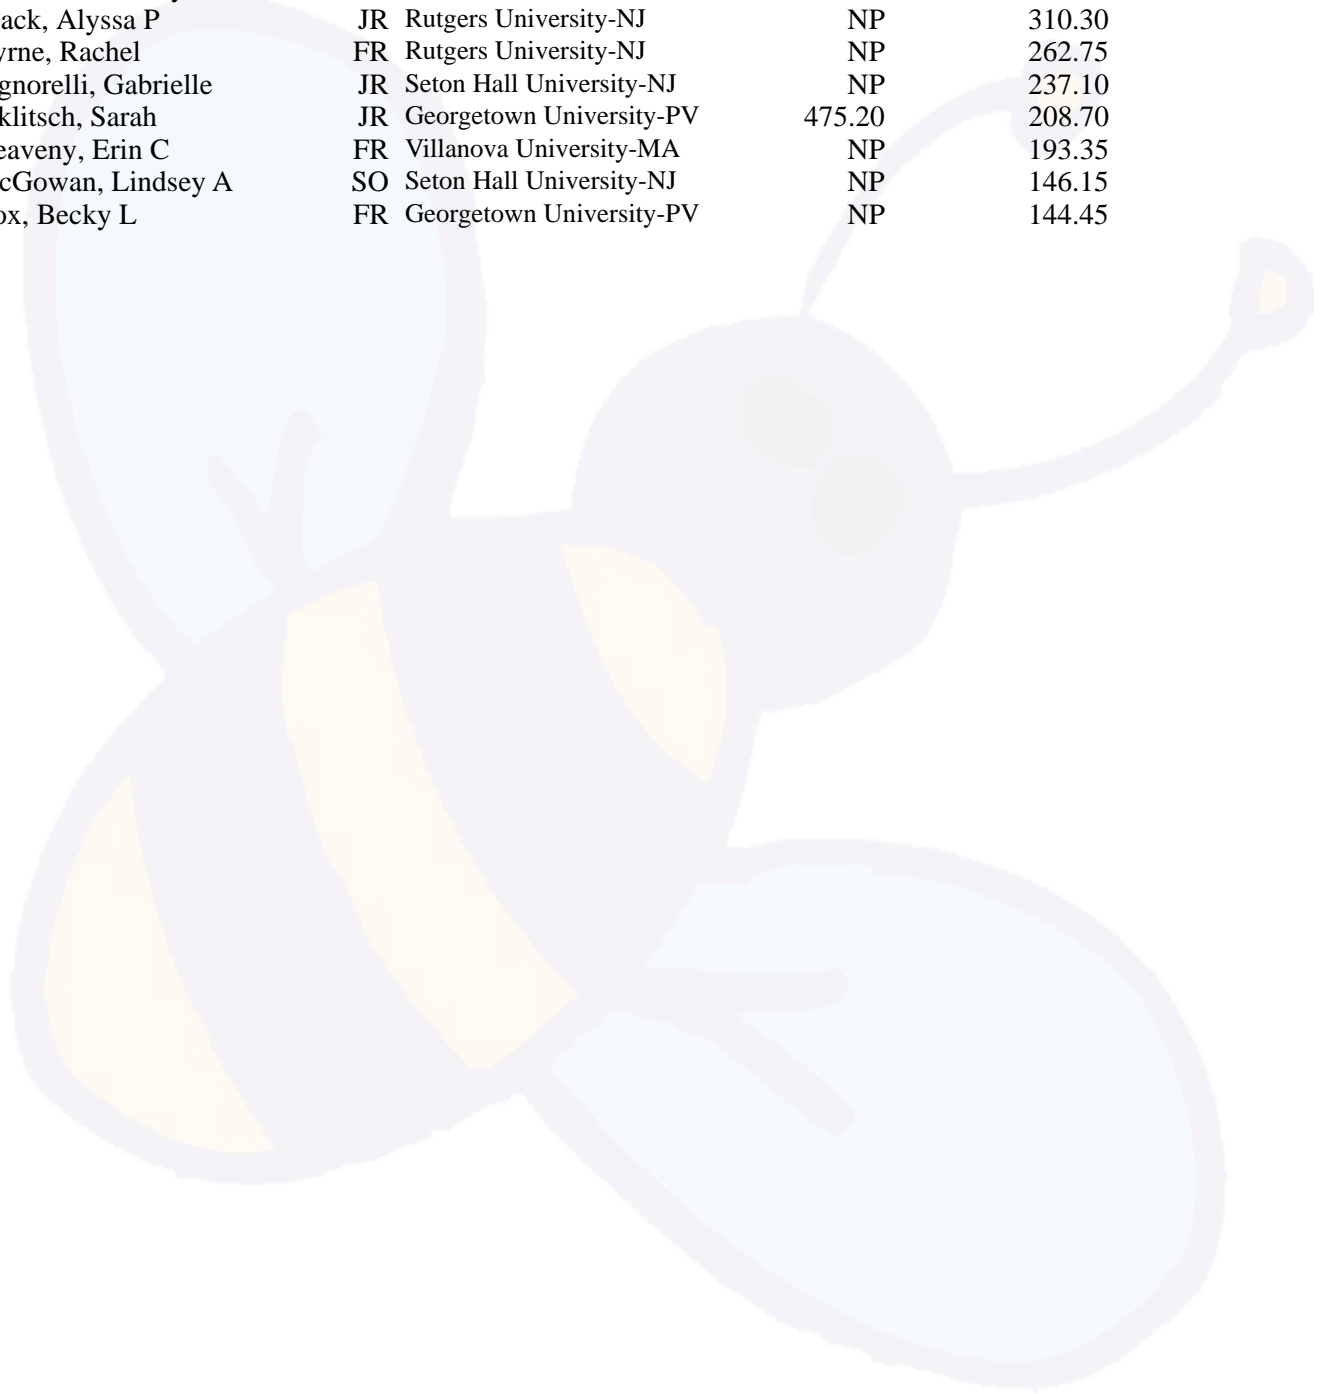 ack, Alyssa P JR Rutgers University-NJ NP 310.30
yrne, Rachel FR Rutgers University-NJ NP 262.75
gnorelli, Gabrielle JR Seton Hall University-NJ NP 237.10
klitsch, Sarah JR Georgetown University-PV 475.20 208.70
eaveny, Erin C FR Villanova University-MA NP 193.35
cGowan, Lindsey A SO Seton Hall University-NJ NP 146.15
ox, Becky L FR Georgetown University-PV NP 144.45